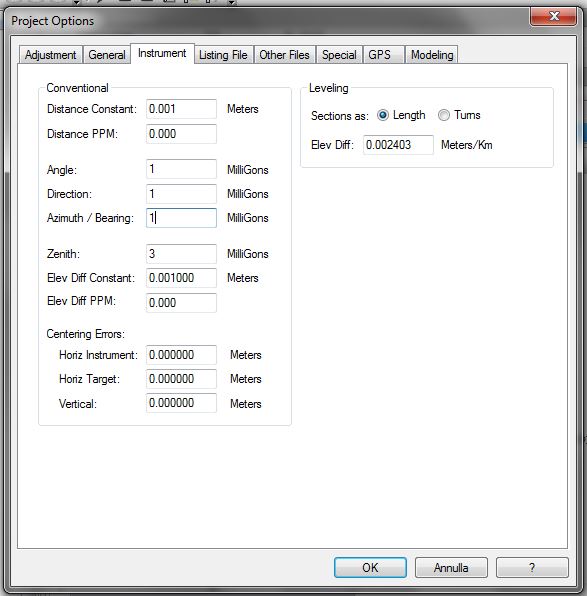 Project Options
Adjustment General Instrument Listing File Other Files Special GPS Modeling
Conventional
Distance Constant: 0.001 Meters
Distance PPM: 0.000
Angle: 1 MilliGons
Direction: 1 MilliGons
Azimuth / Bearing: 1 MilliGons
Zenith: 3 MilliGons
Elev Diff Constant: 0.001000 Meters
Elev Diff PPM: 0.000
Centering Errors:
Horiz Instrument: 0.000000 Meters
Horiz Target: 0.000000 Meters
Vertical: 0.000000 Meters
Leveling
Sections as: Length Turns
Elev Diff: 0.002403 Meters/Km
OK Annulla ?